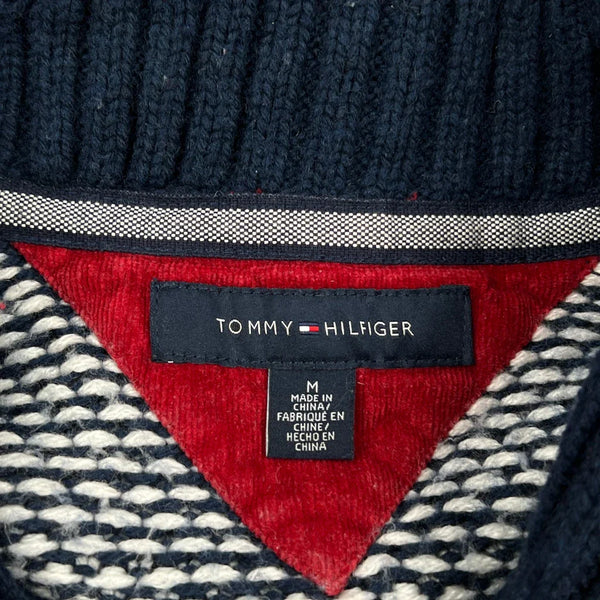 TOMMY HILFIGER
M
MADE IN
CHINA/
FABRIQUÉ EN
CHINE/
HECHO EN
CHINA